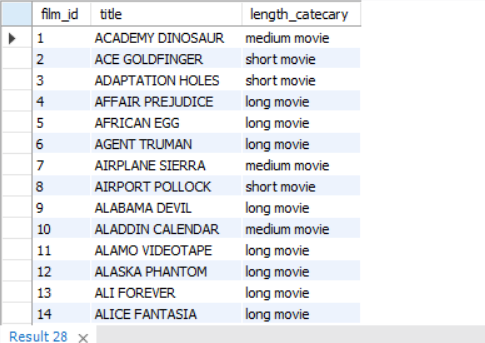 film_id title length_catecary
1 ACADEMY DINOSAUR medium movie
2 ACE GOLDFINGER short movie
3 ADAPTATION HOLES short movie
4 AFFAIR PREJUDICE long movie
5 AFRICAN EGG long movie
6 AGENT TRUMAN long movie
7 AIRPLANE SIERRA medium movie
8 AIRPORT POLLOCK short movie
9 ALABAMA DEVIL long movie
10 ALADDIN CALENDAR medium movie
11 ALAMO VIDEOTAPE long movie
12 ALASKA PHANTOM long movie
13 ALI FOREVER long movie
14 ALICE FANTASIA long movie
Result 28